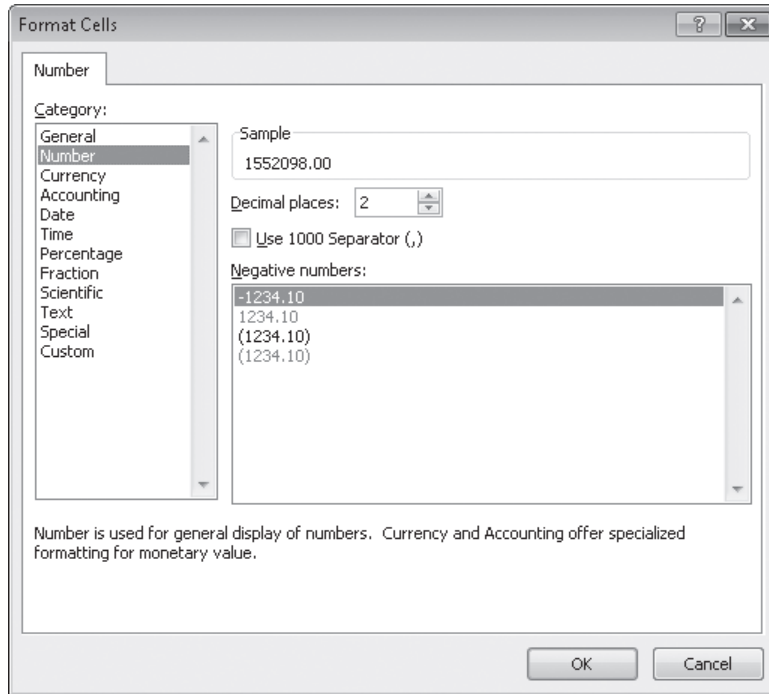 Format Cells
Number
Category:
General
Number
Currency
Accounting
Date
Time
Percentage
Fraction
Scientific
Text
Special
Custom
Sample
1552098.00
Decimal places: 2
Use 1000 Separator (,)
Negative numbers:
-1234.10
1234.10
(1234.10)
(1234.10)
Number is used for general display of numbers.  Currency and Accounting offer specialized
formatting for monetary value.
OK
Cancel